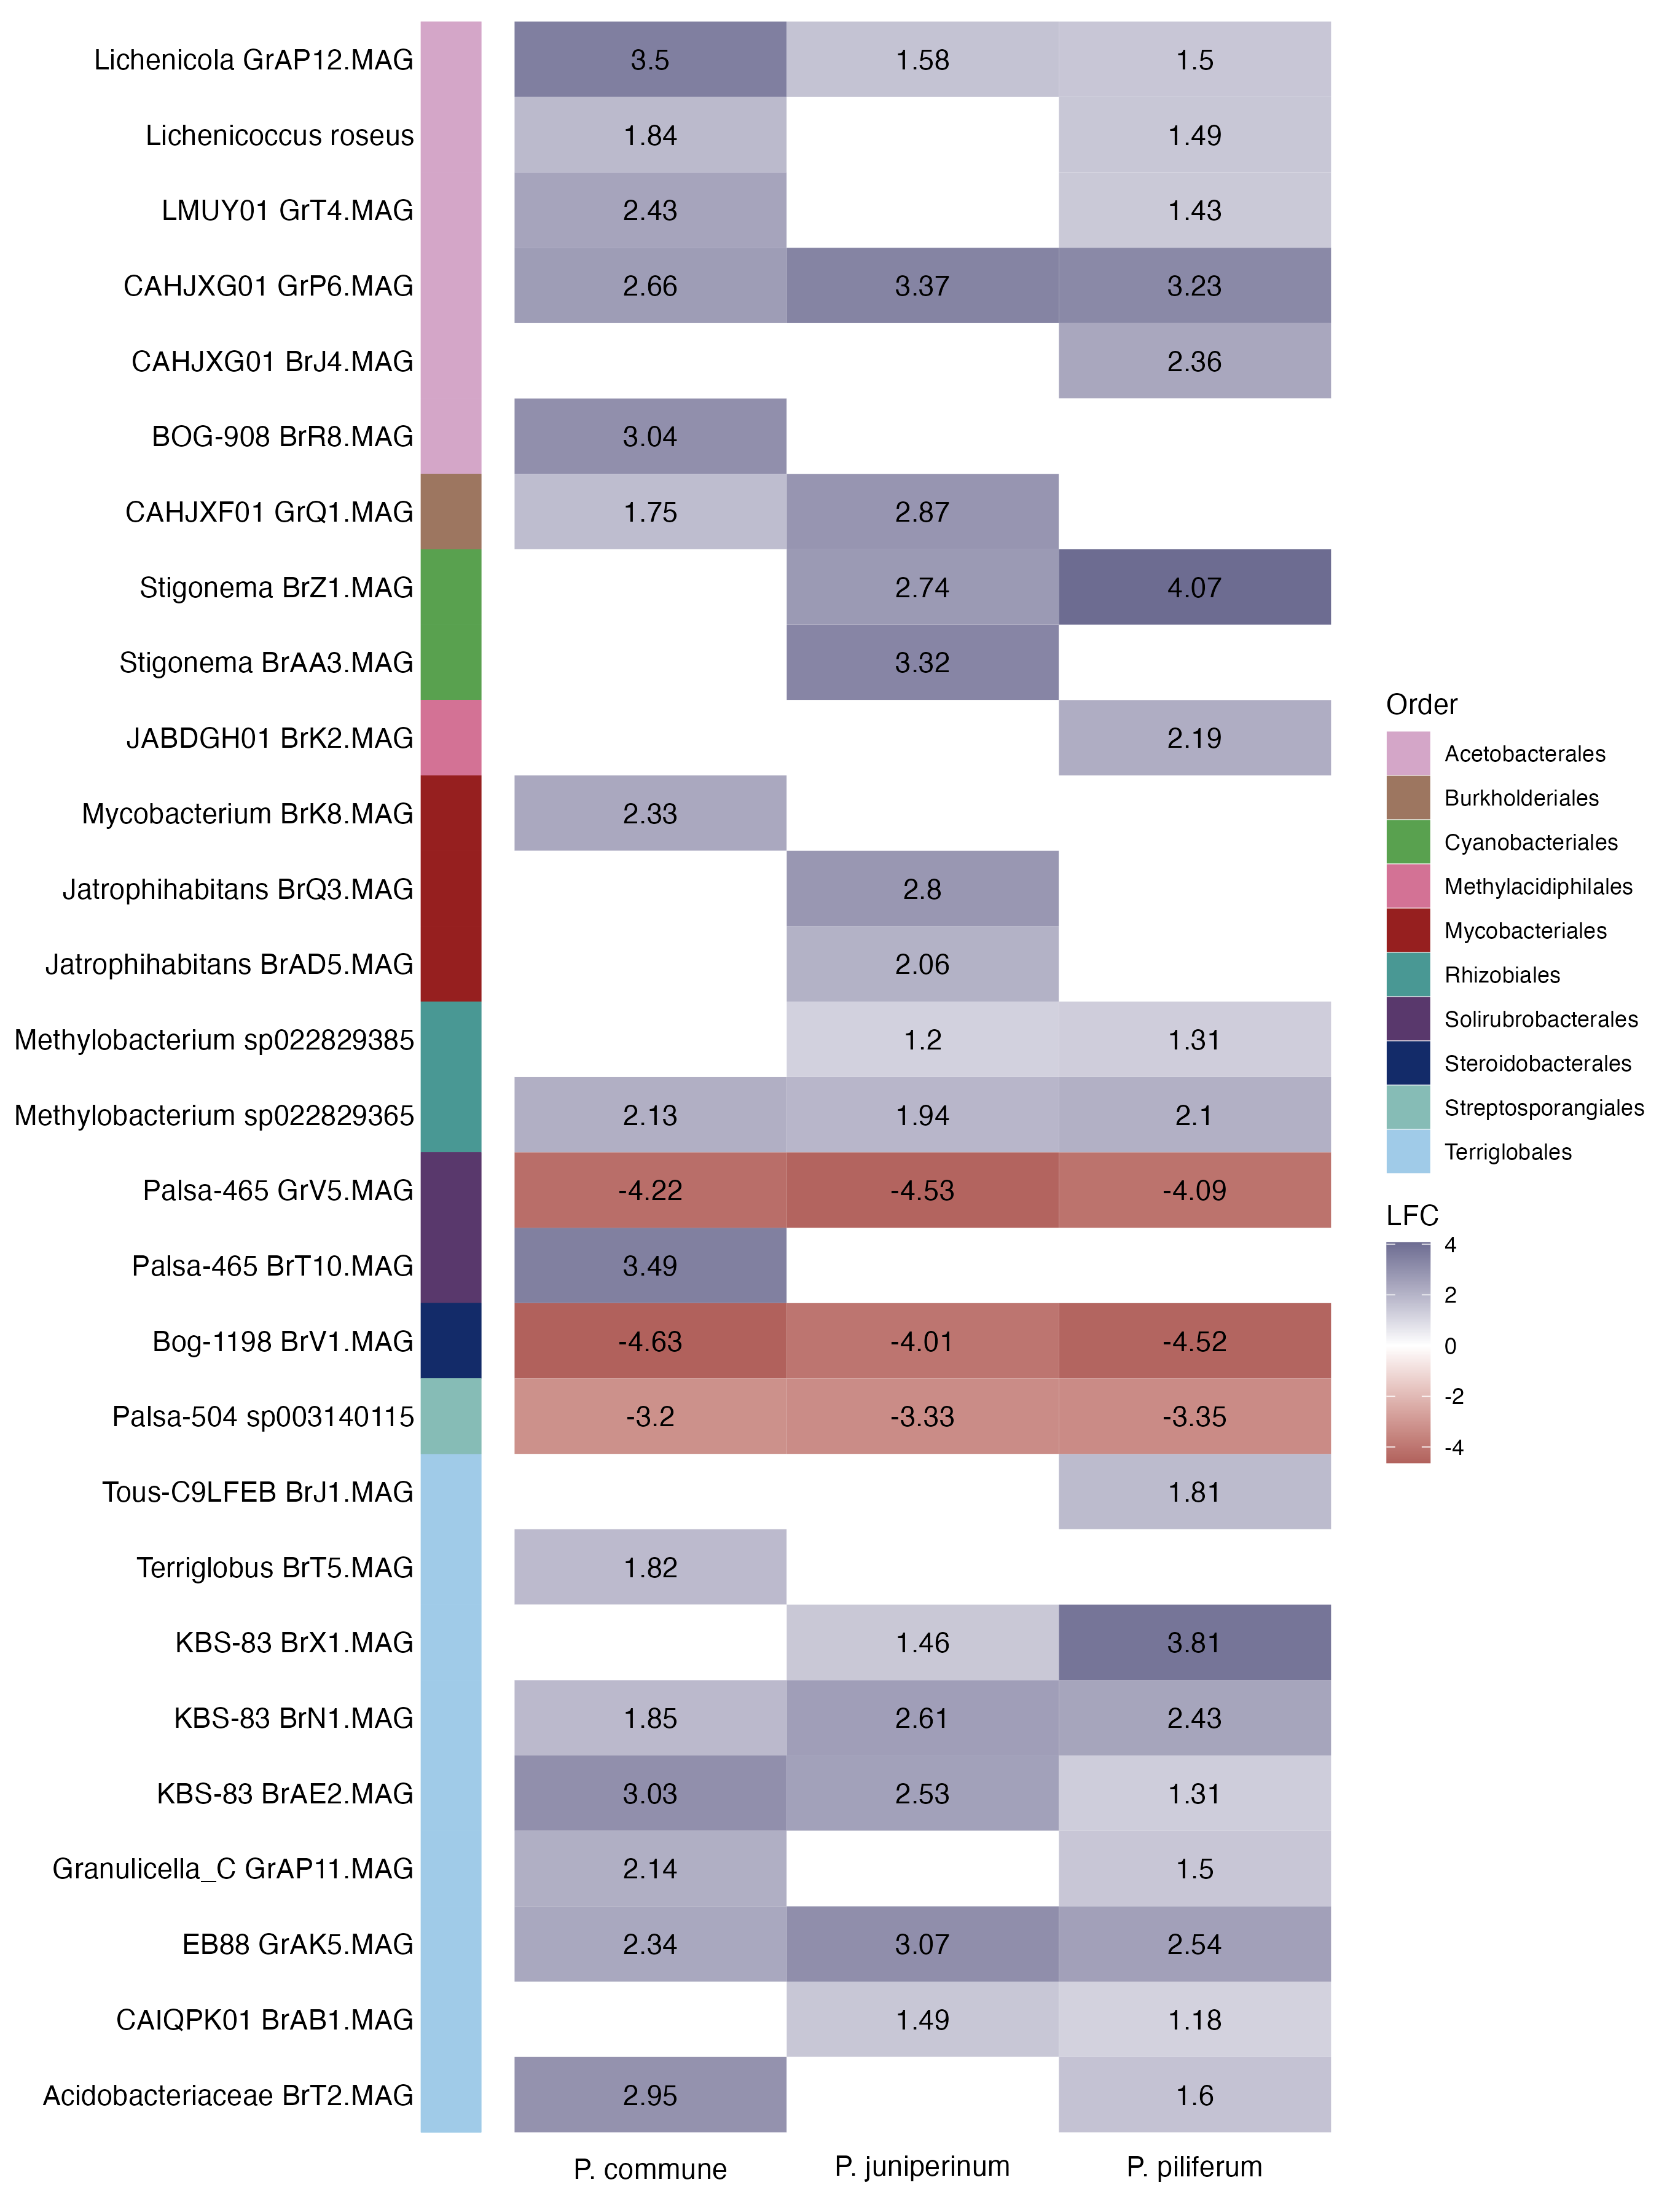 Lichenicola GrAP12.MAG 3.5 1.58 1.5
Lichenicoccus roseus 1.84 1.49
LMUY01 GrT4.MAG 2.43 1.43
CAHJXG01 GrP6.MAG 2.66 3.37 3.23
CAHJXG01 BrJ4.MAG 2.36
BOG-908 BrR8.MAG 3.04
CAHJXF01 GrQ1.MAG 1.75 2.87
Stigonema BrZ1.MAG 2.74 4.07
Stigonema BrAA3.MAG 3.32
JABDGH01 BrK2.MAG 2.19
Mycobacterium BrK8.MAG 2.33
Jatrophihabitans BrQ3.MAG 2.8
Jatrophihabitans BrAD5.MAG 2.06
Methylobacterium sp022829385 1.2 1.31
Methylobacterium sp022829365 2.13 1.94 2.1
Palsa-465 GrV5.MAG -4.22 -4.53 -4.09
Palsa-465 BrT10.MAG 3.49
Bog-1198 BrV1.MAG -4.63 -4.01 -4.52
Palsa-504 sp003140115 -3.2 -3.33 -3.35
Tous-C9LFEB BrJ1.MAG 1.81
Terriglobus BrT5.MAG 1.82
KBS-83 BrX1.MAG 1.46 3.81
KBS-83 BrN1.MAG 1.85 2.61 2.43
KBS-83 BrAE2.MAG 3.03 2.53 1.31
Granulicella_C GrAP11.MAG 2.14 1.5
EB88 GrAK5.MAG 2.34 3.07 2.54
CAIQPK01 BrAB1.MAG 1.49 1.18
Acidobacteriaceae BrT2.MAG 2.95 1.6
P. commune P. juniperinum P. piliferum
Order
Acetobacterales
Burkholderiales
Cyanobacteriales
Methylacidiphilales
Mycobacteriales
Rhizobiales
Solirubrobacterales
Steroidobacterales
Streptosporangiales
Terriglobales
LFC
4
2
0
-2
-4